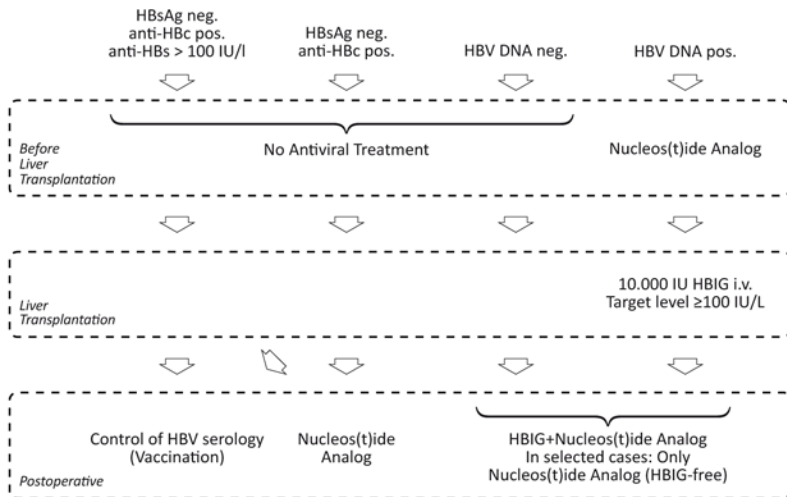 HBsAg neg.
anti-HBc pos.
anti-HBs > 100 IU/l
HBsAg neg.
anti-HBc pos.
HBV DNA neg.
HBV DNA pos.
Before
Liver
Transplantation
No Antiviral Treatment
Nucleos(t)ide Analog
Liver
Transplantation
10.000 IU HBIG i.v.
Target level ≥100 IU/L
Postoperative
Control of HBV serology
(Vaccination)
Nucleos(t)ide
Analog
HBIG+Nucleos(t)ide Analog
In selected cases: Only
Nucleos(t)ide Analog (HBIG-free)